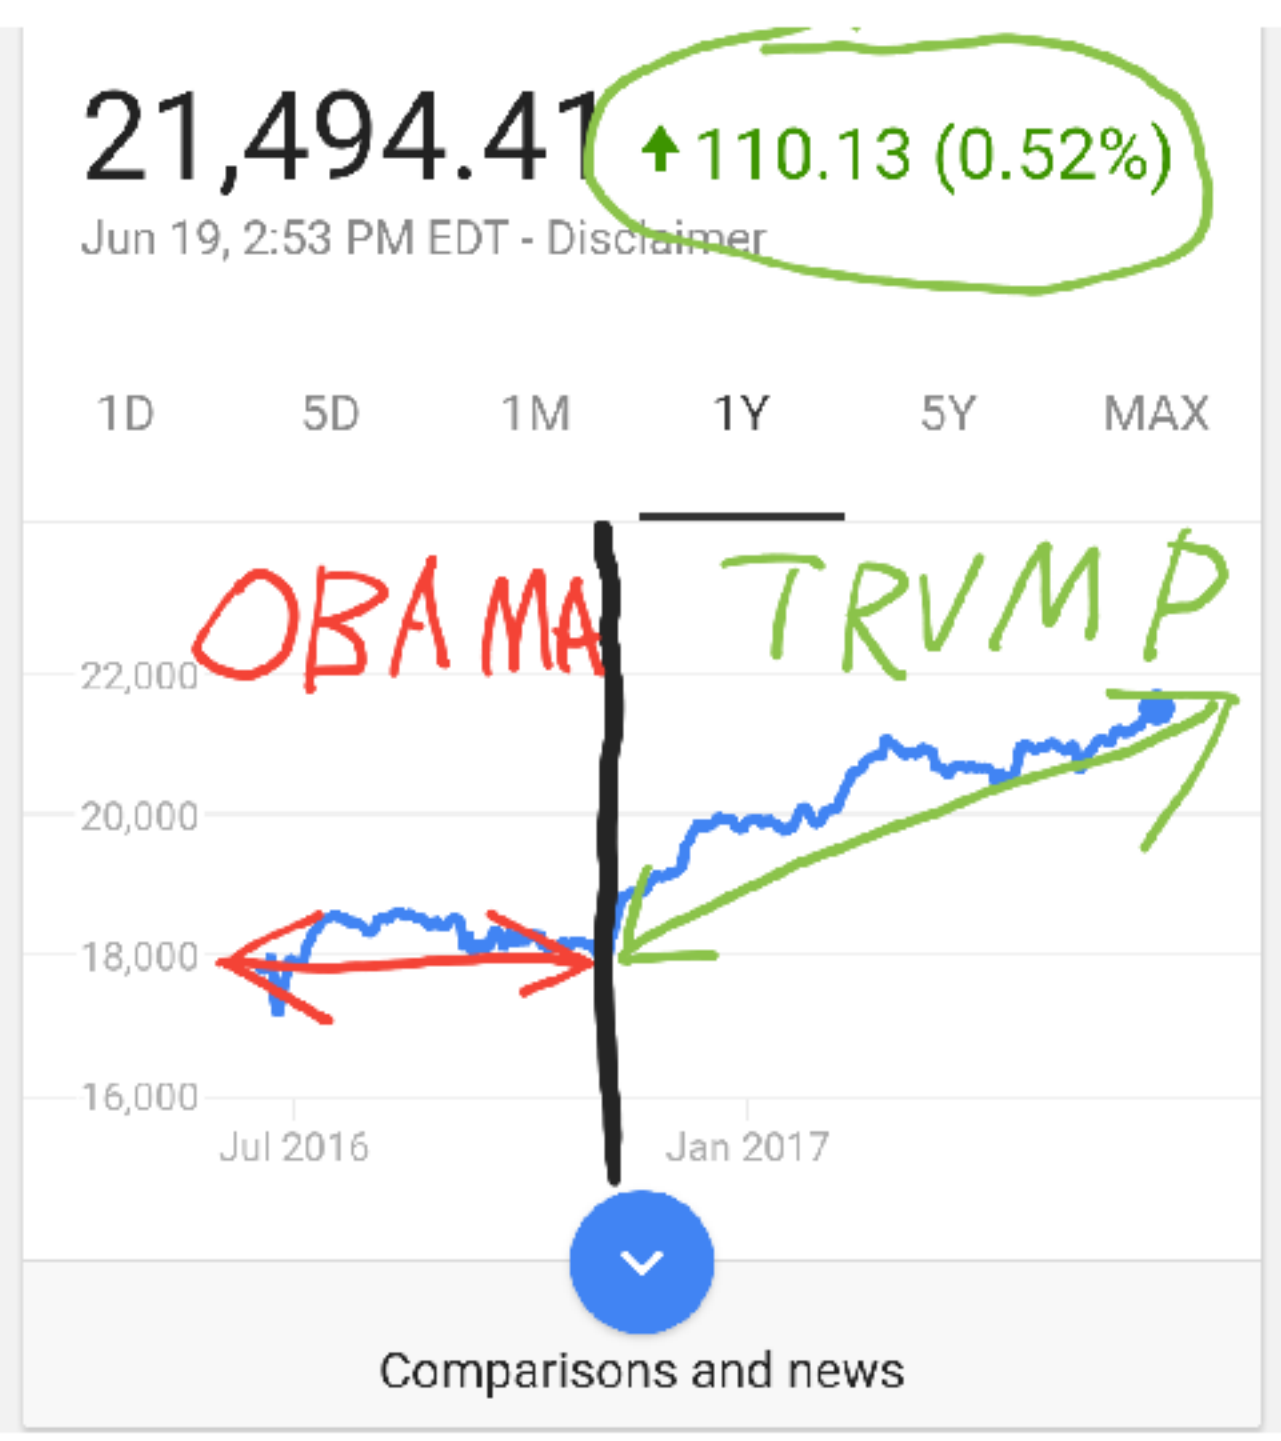 21,494.41 ↑110.13 (0.52%)
Jun 19, 2:53 PM EDT - Disclaimer
1D 5D 1M 1Y 5Y MAX
OBAMA TRUMP
22,000
20,000
18,000
16,000
Jul 2016 Jan 2017
Comparisons and news